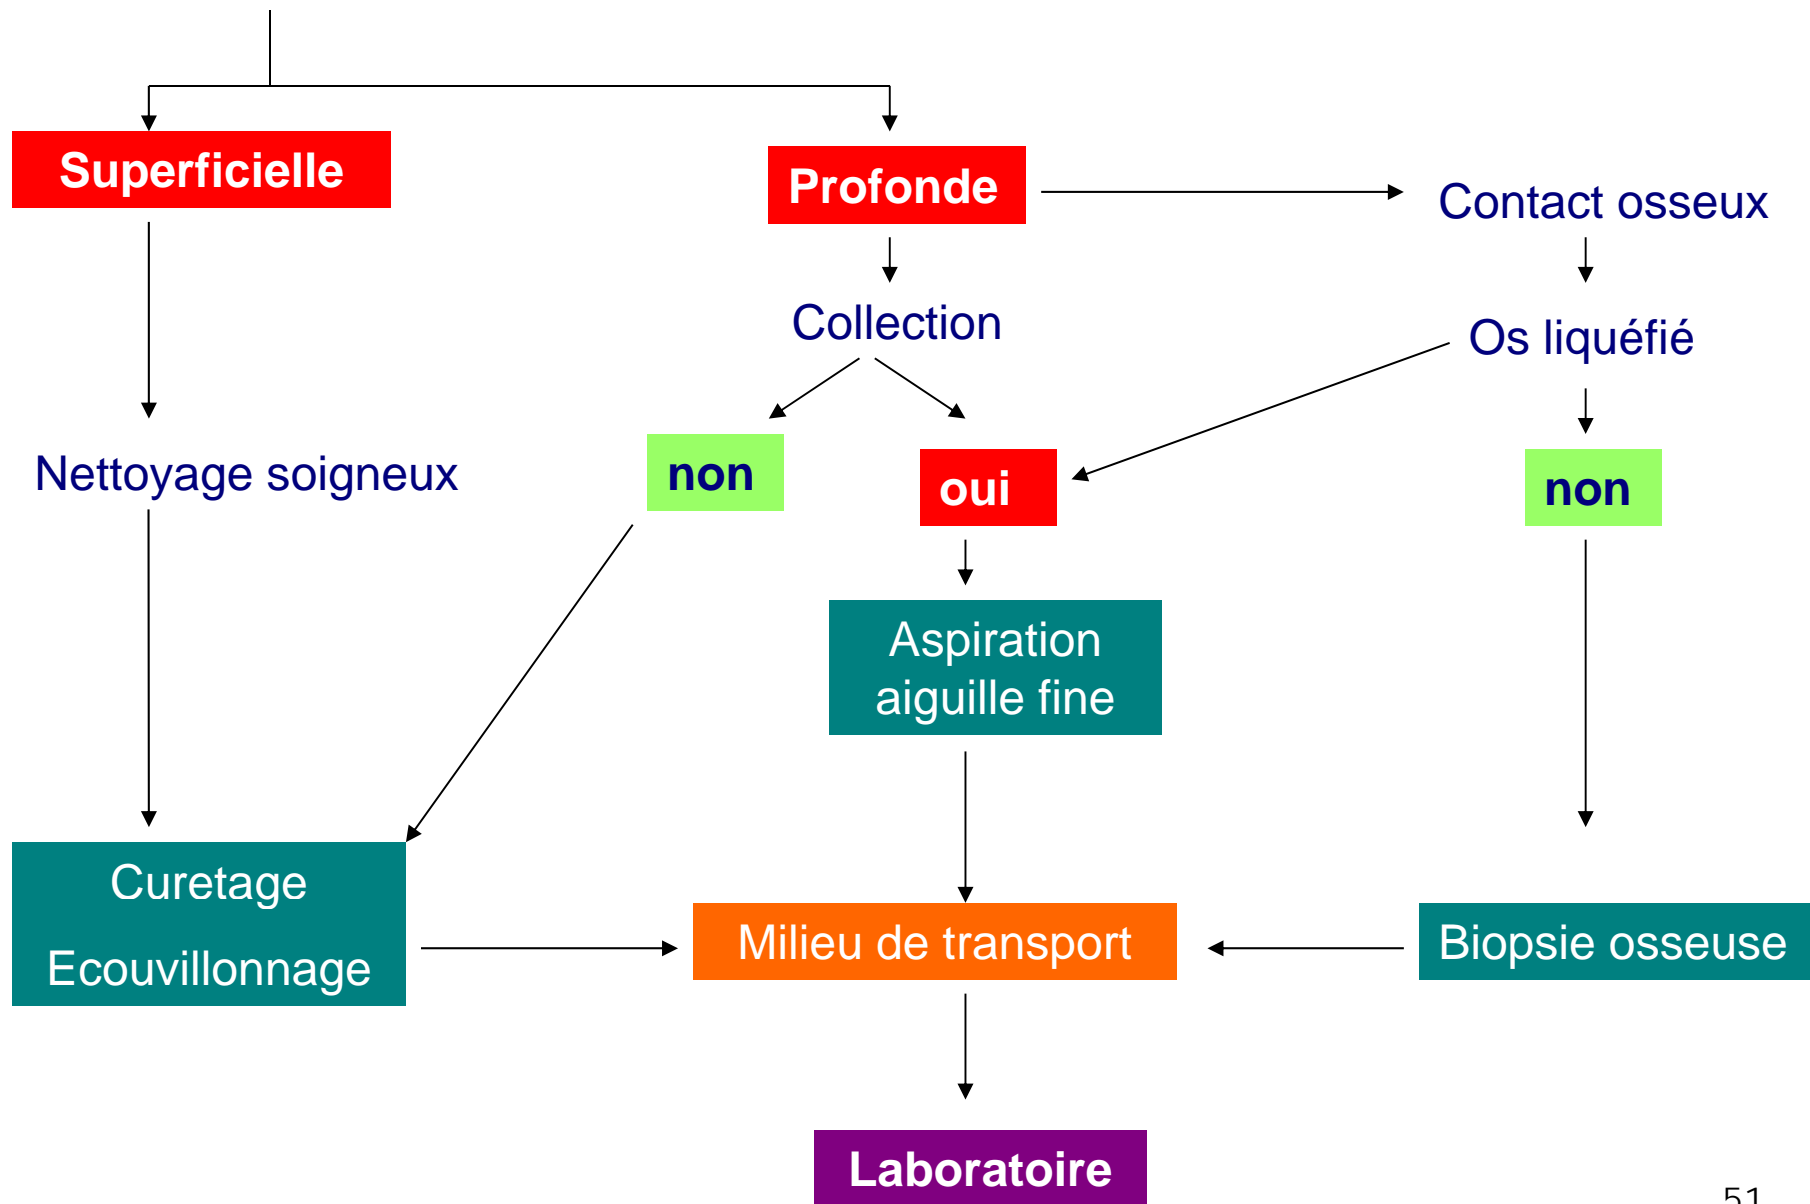 Superficielle
Profonde
Contact osseux
Collection
Os liquéfié
Nettoyage soigneux
non
oui
non
Aspiration
aiguille fine
Curetage
Ecouvillonnage
Milieu de transport
Biopsie osseuse
Laboratoire
51